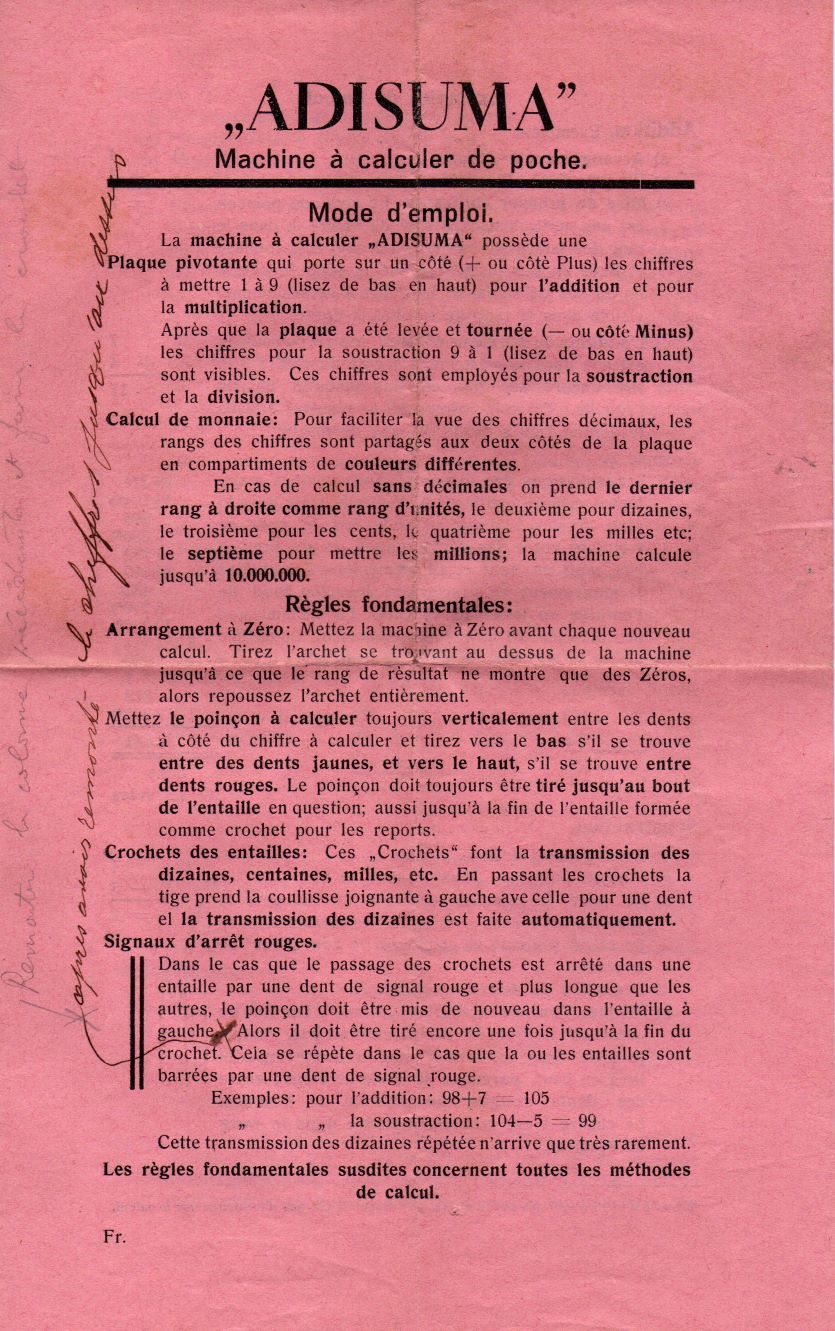 „ADISUMA”
Machine à calculer de poche.
Mode d'emploi.
La machine à calculer „ADISUMA“ possède une
Plaque pivotante qui porte sur un côté (+ ou côtè Plus) les chiffres
à mettre 1 à 9 (lisez de bas en haut) pour l'addition et pour
la multiplication.
Après que la plaque a été levée et tournée (— ou côté Minus)
les chiffres pour la soustraction 9 à 1 (lisez de bas en haut)
sont visibles. Ces chiffres sont employés pour la soustraction
et la division.
Calcul de monnaie: Pour faciliter la vue des chiffres décimaux, les
rangs des chiffres sont partagés aux deux côtés de la plaque
en compartiments de couleurs différentes.
En cas de calcul sans décimales on prend le dernier
rang à droite comme rang d'unités, le deuxième pour dizaines,
le troisième pour les cents, le quatrième pour les milles etc;
le septième pour mettre les millions; la machine calcule
jusqu'à 10.000.000.
Règles fondamentales:
Arrangement à Zéro: Mettez la machine à Zéro avant chaque nouveau
calcul. Tirez l'archet se trouvant au dessus de la machine
jusqu'à ce que le rang de rèsultat ne montre que des Zéros,
alors repoussez l'archet entièrement.
Mettez le poinçon à calculer toujours verticalement entre les dents
à côté du chiffre à calculer et tirez vers le bas s'il se trouve
entre des dents jaunes, et vers le haut, s'il se trouve entre
dents rouges. Le poinçon doit toujours être tiré jusqu'au bout
de l'entaille en question; aussi jusqu'à la fin de l'entaille formée
comme crochet pour les reports.
Crochets des entailles: Ces „Crochets“ font la transmission des
dizaines, centaines, milles, etc. En passant les crochets la
tige prend la coullisse joignante à gauche ave celle pour une dent
el la transmission des dizaines est faite automatiquement.
Signaux d'arrêt rouges.
Dans le cas que le passage des crochets est arrêté dans une
entaille par une dent de signal rouge et plus longue que les
autres, le poinçon doit être mis de nouveau dans l'entaille à
gauche. Alors il doit être tiré encore une fois jusqu'à la fin du
crochet. Cela se répète dans le cas que la ou les entailles sont
barrées par une dent de signal rouge.
Exemples: pour l'addition: 98+7 = 105
„ „ la soustraction: 104—5 = 99
Cette transmission des dizaines répétée n'arrive que très rarement.
Les règles fondamentales susdites concernent toutes les méthodes
de calcul.
Fr.
après avoir remonté le chiffre jusqu'au dessus
Remonter la colonne précédente et faire le crochet